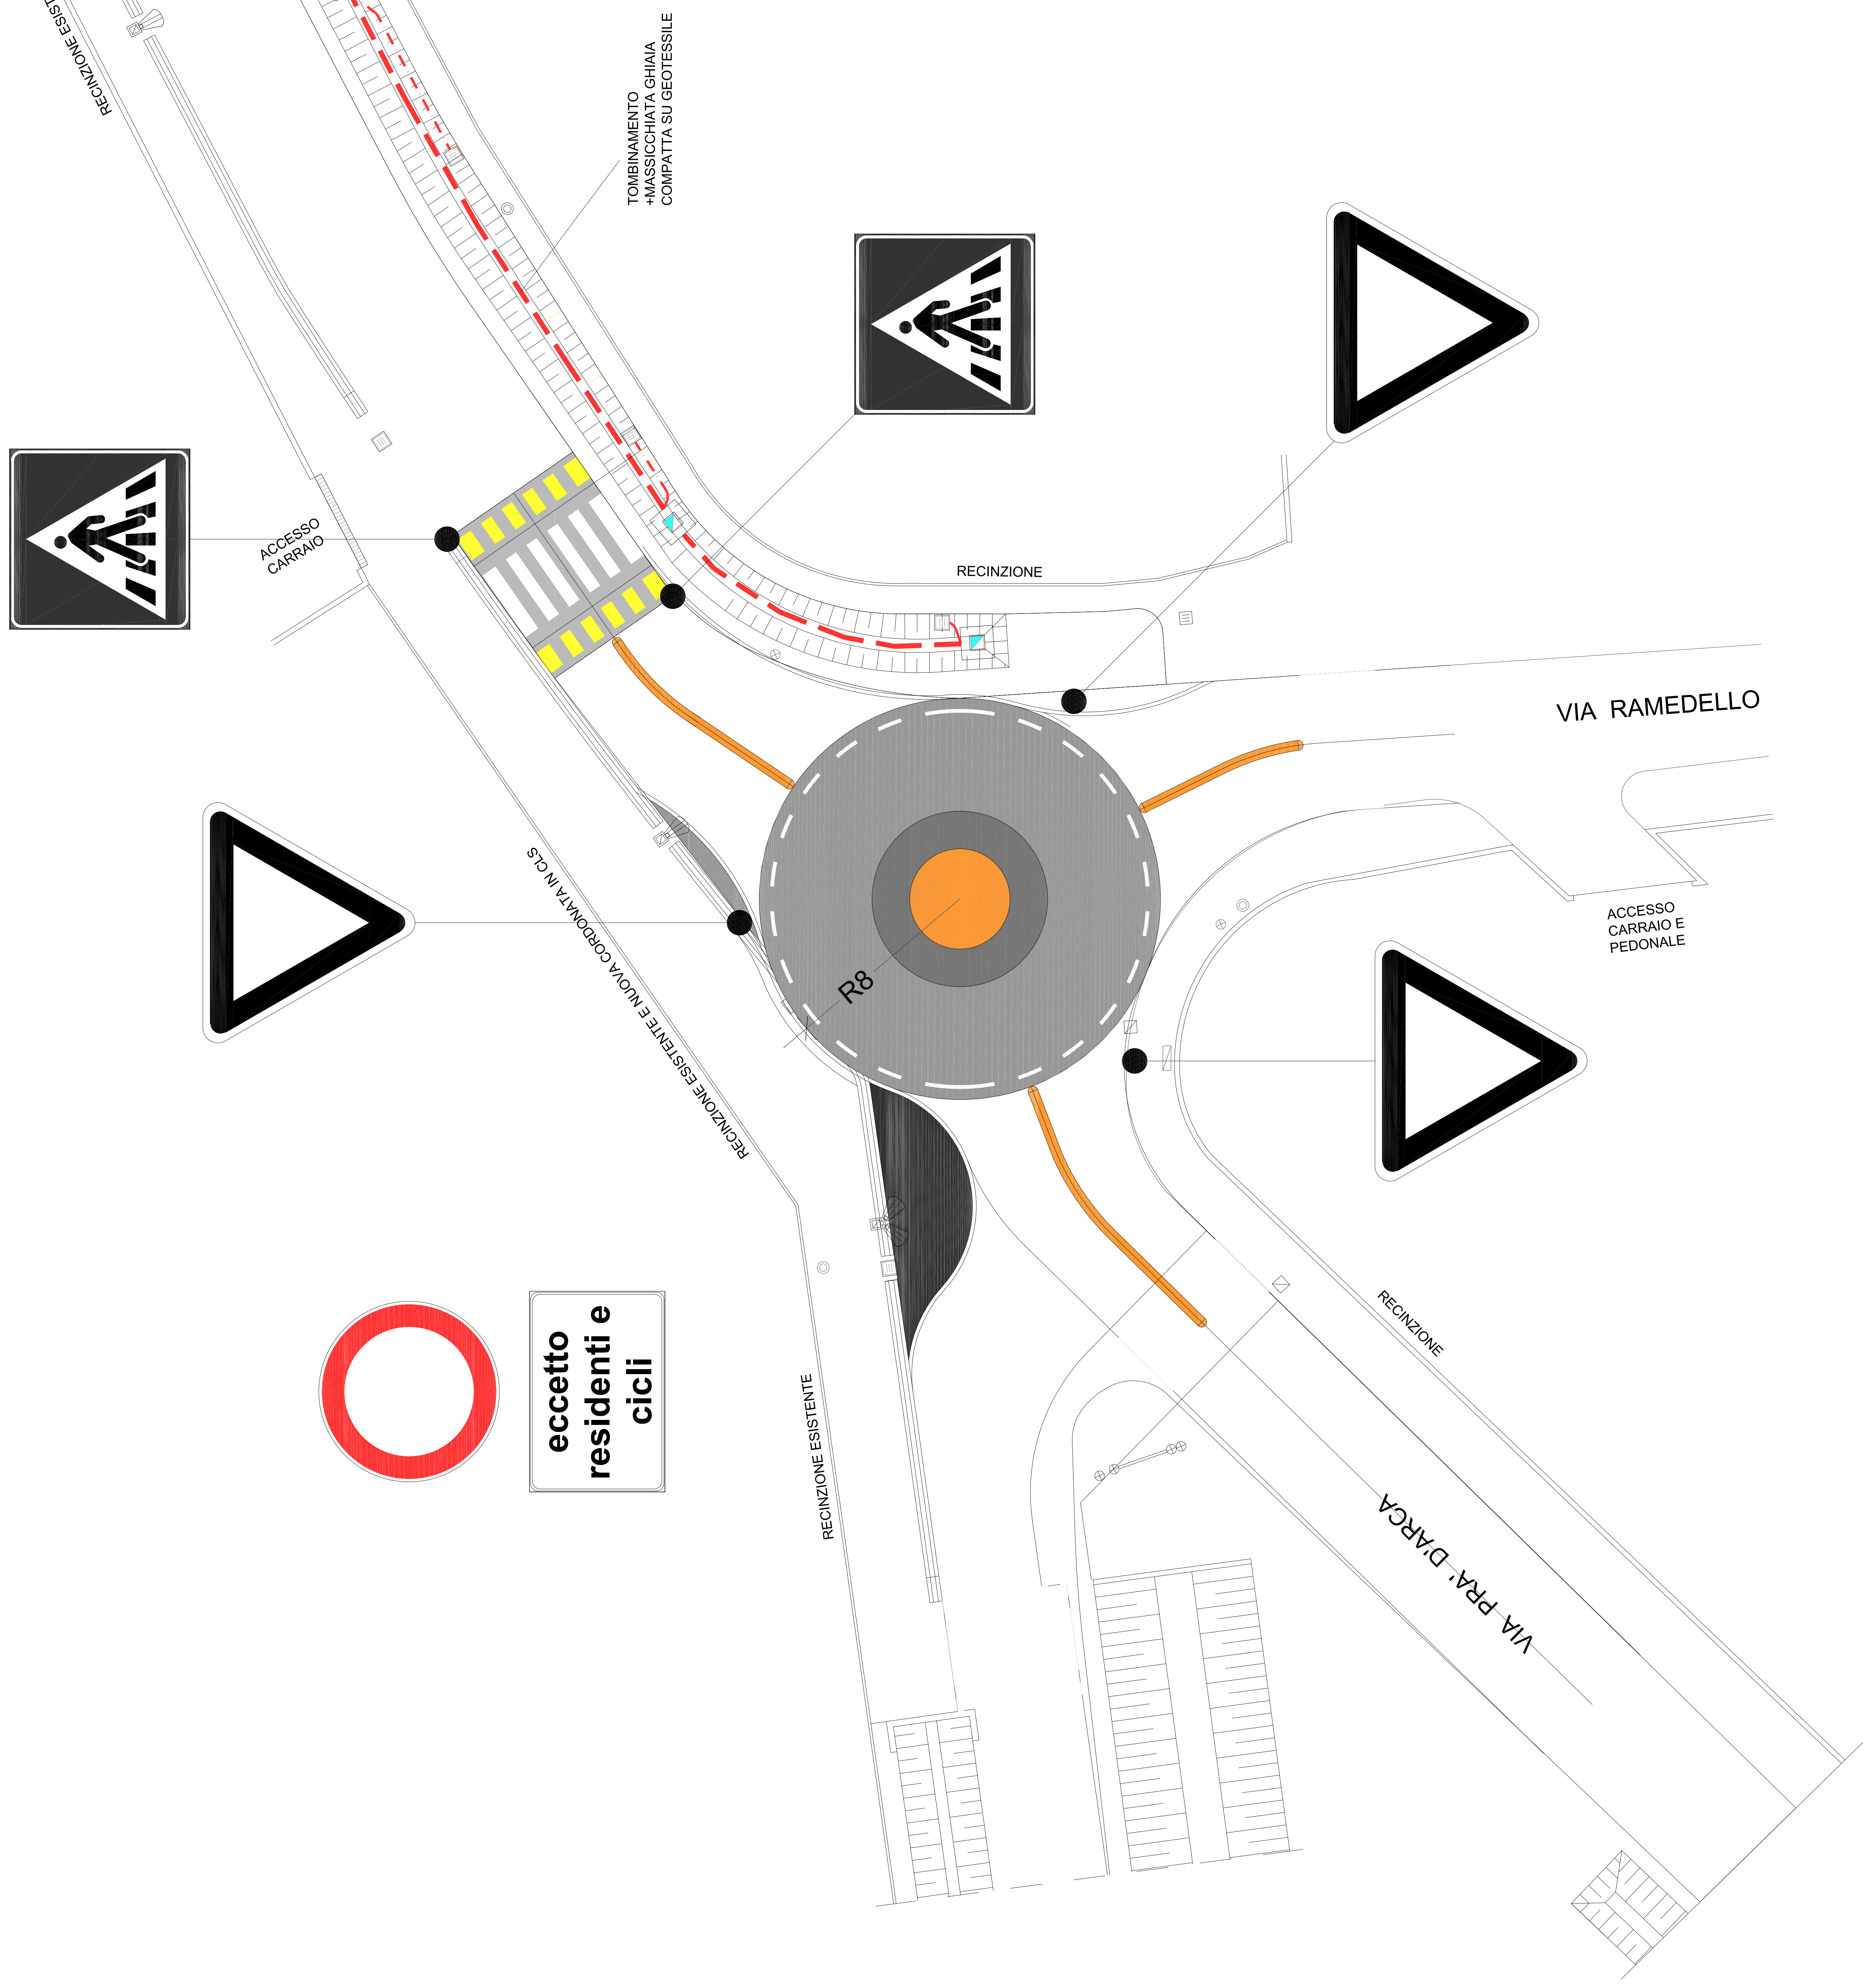 RECINZIONE ESIST
TOMBINAMENTO
+MASSICCHIATA GHIAIA
COMPATTA SU GEOTESSILE
ACCESSO
CARRAIO
RECINZIONE
VIA RAMEDELLO
ACCESSO
CARRAIO E
PEDONALE
R8
RECINZIONE ESISTENTE E NUOVA CORDONATA IN CLS
eccetto
residenti e
cicli
RECINZIONE ESISTENTE
RECINZIONE
VIA PRA' D'ARCA